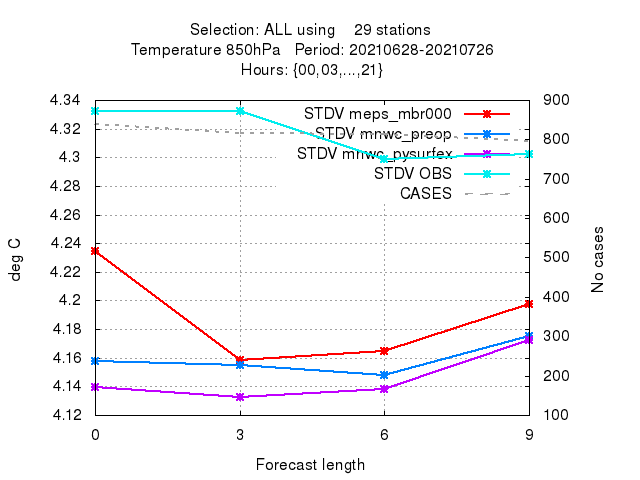 Selection: ALL using 29 stations
Temperature 850hPa Period: 20210628-20210726
Hours: {00,03,...,21}
4.34
4.32
4.3
4.28
4.26
4.24
4.22
4.2
4.18
4.16
4.14
4.12
deg C
STDV meps_mbr000
STDV mnwc_preop
STDV mnwc_pysurfex
STDV OBS
CASES
900
800
700
600
500
400
300
200
100
No cases
0 3 6 9
Forecast length